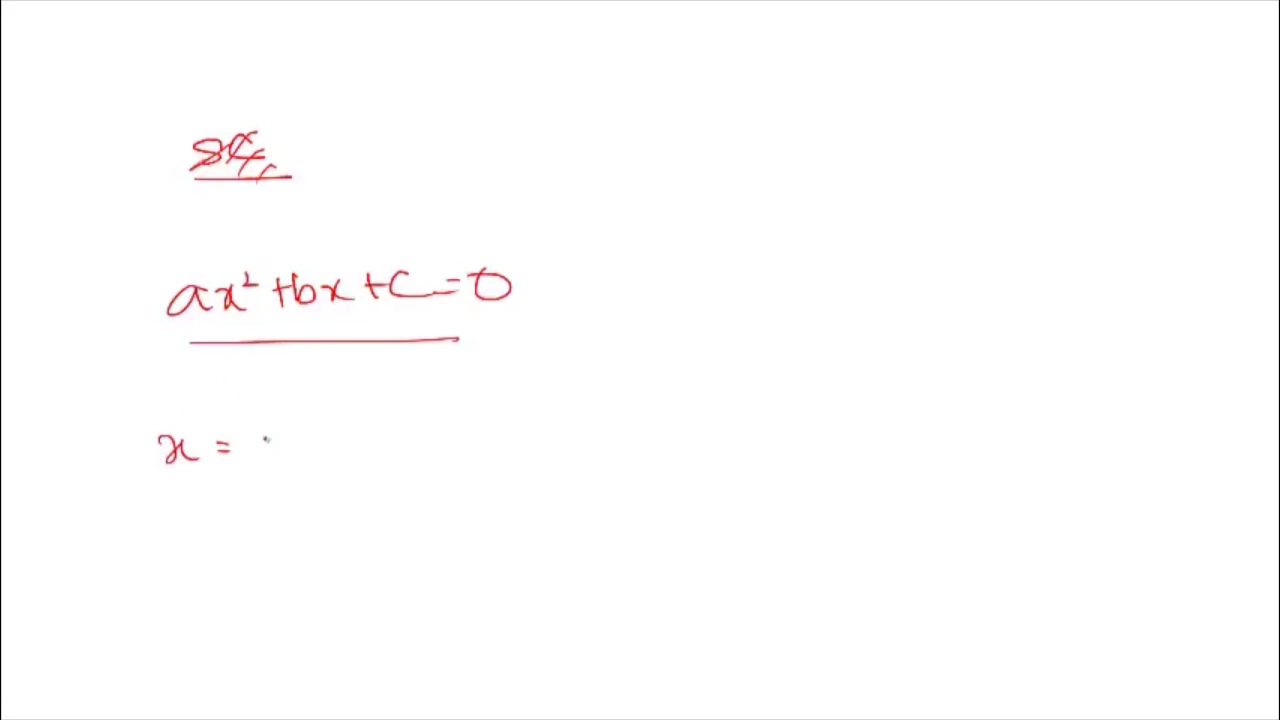 ax² + bx + c = 0
x =